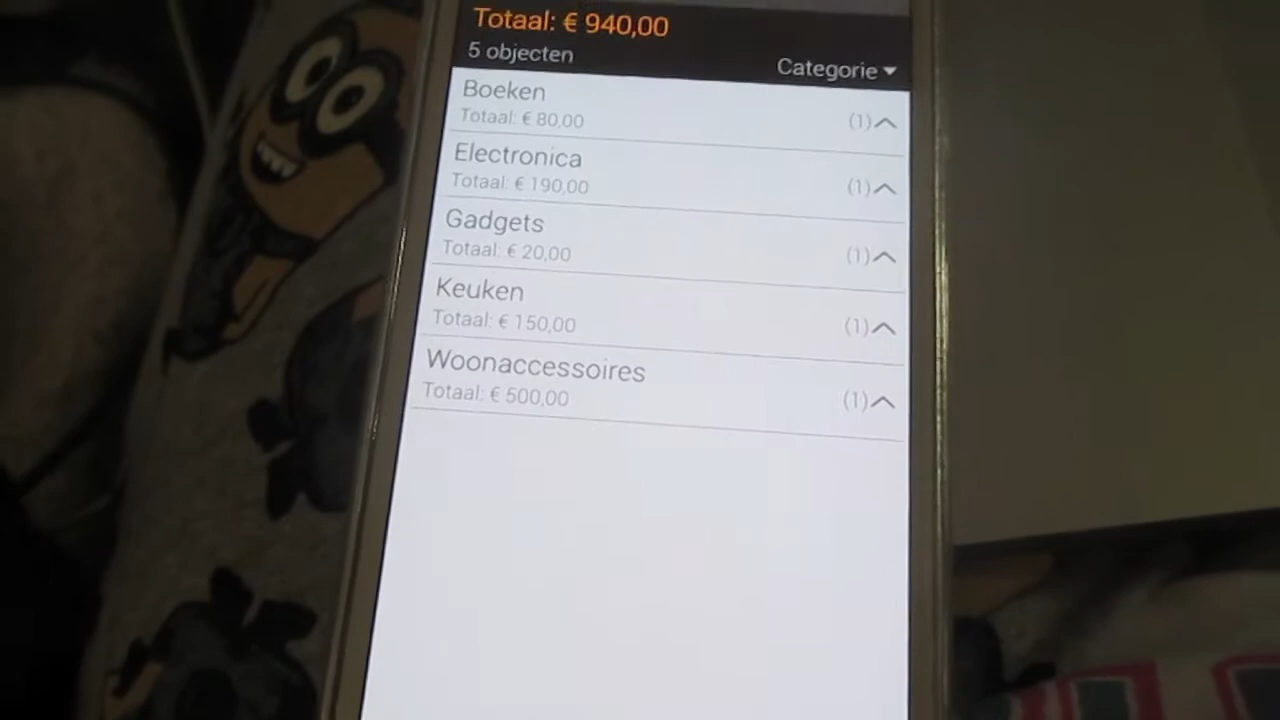 Totaal: € 940,00
5 objecten
Categorie
Boeken
Totaal: € 80,00
(1)
Electronica
Totaal: € 190,00
(1)
Gadgets
Totaal: € 20,00
(1)
Keuken
Totaal: € 150,00
(1)
Woonaccessoires
Totaal: € 500,00
(1)